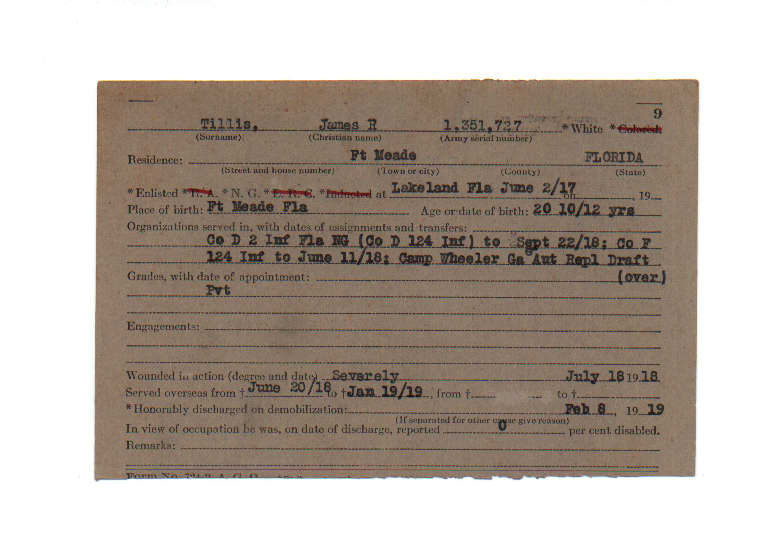 9
Tillis, James R 1,351,727 * White * Colored
(Surname) (Christian name) (Army serial number)
Residence: Ft Meade FLORIDA
(Street and house number) (Town or city) (County) (State)
* Enlisted * R. A. * N. G. * E. R. C. * Inducted at Lakeland Fla June 2/17 on , 19
Place of birth: Ft Meade Fla Age or date of birth: 20 10/12 yrs
Organizations served in, with dates of assignments and transfers:
Co D 2 Inf Fla NG (Co D 124 Inf) to Sept 22/18; Co F
124 Inf to June 11/18; Camp Wheeler Ga Aut Repl Draft
Grades, with date of appointment: (over)
Pvt
Engagements:
Wounded in action (degree and date) Severely July 18 1918
Served overseas from † June 20/18 to † Jan 19/19, from † to †
* Honorably discharged on demobilization: Feb 8, 1919
(If separated for other cause give reason)
In view of occupation he was, on date of discharge, reported 0 per cent disabled.
Remarks:
Form No. A. G. O.